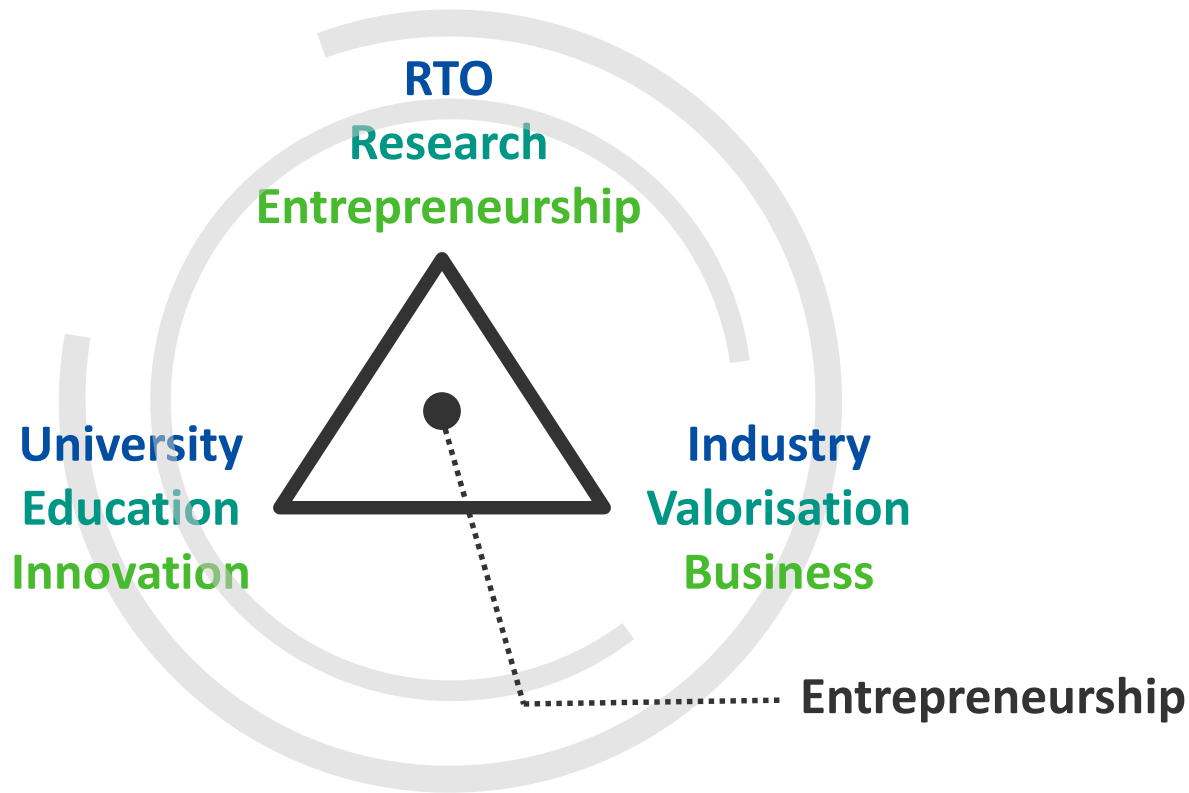 RTO
Research
Entrepreneurship
University
Education
Innovation
Industry
Valorisation
Business
Entrepreneurship